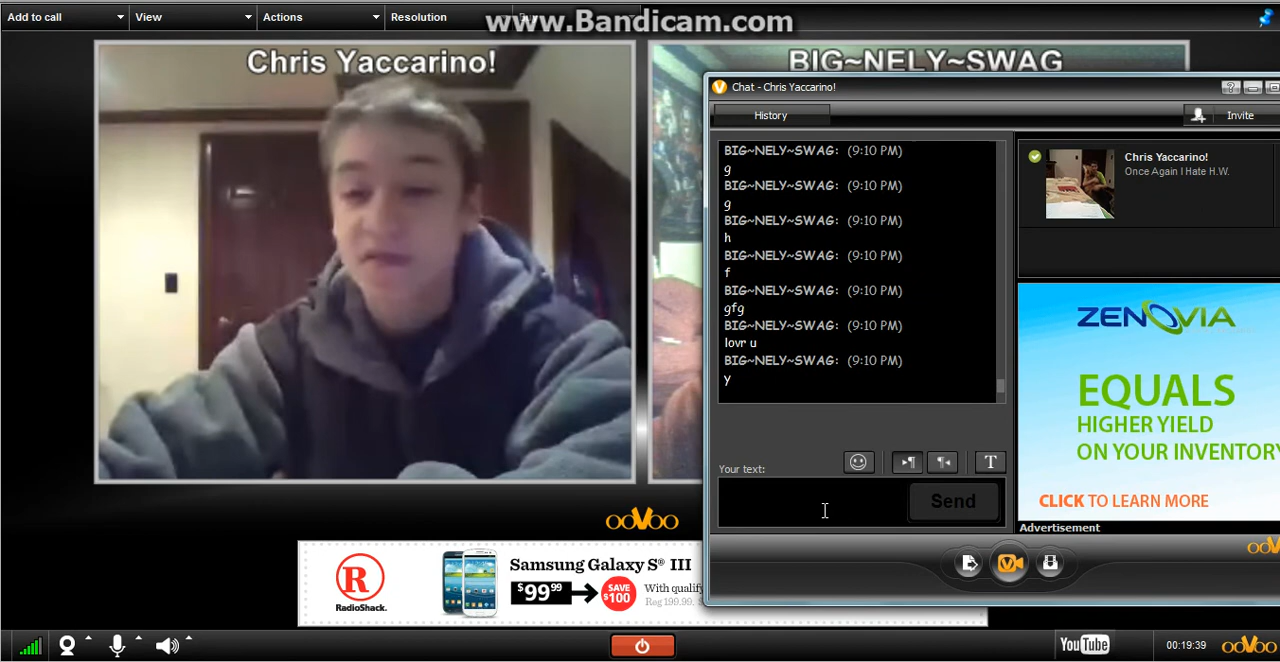 Add to call
View
Actions
Resolution
www.Bandicam.com
Chris Yaccarino!
BIG~NELY~SWAG
Chat - Chris Yaccarino!
History
Invite
BIG~NELY~SWAG: (9:10 PM)
g
BIG~NELY~SWAG: (9:10 PM)
g
BIG~NELY~SWAG: (9:10 PM)
h
BIG~NELY~SWAG: (9:10 PM)
f
BIG~NELY~SWAG: (9:10 PM)
gfg
BIG~NELY~SWAG: (9:10 PM)
lovr u
BIG~NELY~SWAG: (9:10 PM)
y
Chris Yaccarino!
Once Again I Hate H.W.
ZENOVIA
EQUALS
HIGHER YIELD
ON YOUR INVENTORY
CLICK TO LEARN MORE
Advertisement
Your text:
T
Send
ooVoo
R
RadioShack.
Samsung Galaxy S® III
$99 99
SAVE
$100
With qualify
Reg 199.99.
YouTube
00:19:39
ooVoo